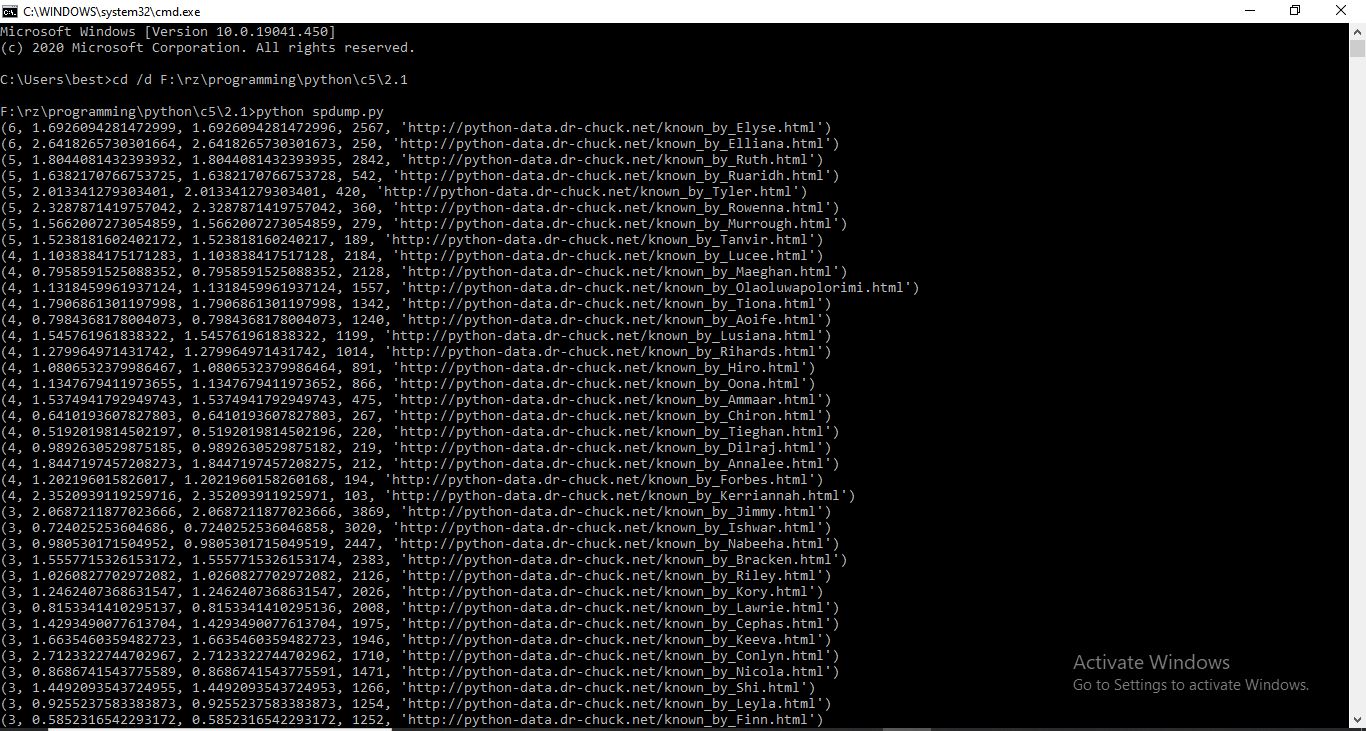 C:\WINDOWS\system32\cmd.exe
Microsoft Windows [Version 10.0.19041.450]
(c) 2020 Microsoft Corporation. All rights reserved.
C:\Users\best>cd /d F:\rz\programming\python\c5\2.1
F:\rz\programming\python\c5\2.1>python spdump.py
(6, 1.6926094281472999, 1.6926094281472996, 2567, 'http://python-data.dr-chuck.net/known_by_Elyse.html')
(6, 2.6418265730301664, 2.6418265730301673, 250, 'http://python-data.dr-chuck.net/known_by_Elliana.html')
(5, 1.8044081432393932, 1.8044081432393935, 2842, 'http://python-data.dr-chuck.net/known_by_Ruth.html')
(5, 1.6382170766753725, 1.6382170766753728, 542, 'http://python-data.dr-chuck.net/known_by_Ruaridh.html')
(5, 2.013341279303401, 2.013341279303401, 420, 'http://python-data.dr-chuck.net/known_by_Tyler.html')
(5, 2.3287871419757042, 2.3287871419757042, 360, 'http://python-data.dr-chuck.net/known_by_Rowenna.html')
(5, 1.5662007273054859, 1.5662007273054859, 279, 'http://python-data.dr-chuck.net/known_by_Murrough.html')
(5, 1.5238181602402172, 1.523818160240217, 189, 'http://python-data.dr-chuck.net/known_by_Tanvir.html')
(4, 1.1038384175171283, 1.103838417517128, 2184, 'http://python-data.dr-chuck.net/known_by_Lucee.html')
(4, 0.7958591525088352, 0.7958591525088352, 2128, 'http://python-data.dr-chuck.net/known_by_Maeghan.html')
(4, 1.1318459961937124, 1.1318459961937124, 1557, 'http://python-data.dr-chuck.net/known_by_Olaoluwapolorimi.html')
(4, 1.7906861301197998, 1.7906861301197998, 1342, 'http://python-data.dr-chuck.net/known_by_Tiona.html')
(4, 0.7984368178004073, 0.7984368178004073, 1240, 'http://python-data.dr-chuck.net/known_by_Aoife.html')
(4, 1.545761961838322, 1.545761961838322, 1199, 'http://python-data.dr-chuck.net/known_by_Lusiana.html')
(4, 1.279964971431742, 1.279964971431742, 1014, 'http://python-data.dr-chuck.net/known_by_Rihards.html')
(4, 1.0806532379986467, 1.0806532379986464, 891, 'http://python-data.dr-chuck.net/known_by_Hiro.html')
(4, 1.1347679411973655, 1.1347679411973652, 866, 'http://python-data.dr-chuck.net/known_by_Oona.html')
(4, 1.5374941792949743, 1.5374941792949743, 475, 'http://python-data.dr-chuck.net/known_by_Ammaar.html')
(4, 0.6410193607827803, 0.6410193607827803, 267, 'http://python-data.dr-chuck.net/known_by_Chiron.html')
(4, 0.5192019814502197, 0.5192019814502196, 220, 'http://python-data.dr-chuck.net/known_by_Tieghan.html')
(4, 0.9892630529875185, 0.9892630529875182, 219, 'http://python-data.dr-chuck.net/known_by_Dilraj.html')
(4, 1.8447197457208273, 1.8447197457208275, 212, 'http://python-data.dr-chuck.net/known_by_Annalee.html')
(4, 1.202196015826017, 1.2021960158260168, 194, 'http://python-data.dr-chuck.net/known_by_Forbes.html')
(4, 2.3520939119259716, 2.352093911925971, 103, 'http://python-data.dr-chuck.net/known_by_Kerriannah.html')
(3, 2.0687211877023666, 2.0687211877023666, 3869, 'http://python-data.dr-chuck.net/known_by_Jimmy.html')
(3, 0.724025253604686, 0.7240252536046858, 3020, 'http://python-data.dr-chuck.net/known_by_Ishwar.html')
(3, 0.980530171504952, 0.9805301715049519, 2447, 'http://python-data.dr-chuck.net/known_by_Nabeeha.html')
(3, 1.5557715326153172, 1.5557715326153174, 2383, 'http://python-data.dr-chuck.net/known_by_Bracken.html')
(3, 1.0260827702972082, 1.0260827702972082, 2126, 'http://python-data.dr-chuck.net/known_by_Riley.html')
(3, 1.2462407368631547, 1.2462407368631547, 2026, 'http://python-data.dr-chuck.net/known_by_Kory.html')
(3, 0.8153341410295137, 0.8153341410295136, 2008, 'http://python-data.dr-chuck.net/known_by_Lawrie.html')
(3, 1.4293490077613704, 1.4293490077613704, 1975, 'http://python-data.dr-chuck.net/known_by_Cephas.html')
(3, 1.6635460359482723, 1.6635460359482723, 1946, 'http://python-data.dr-chuck.net/known_by_Keeva.html')
(3, 2.7123322744702967, 2.7123322744702962, 1710, 'http://python-data.dr-chuck.net/known_by_Conlyn.html')
(3, 0.8686741543775589, 0.8686741543775591, 1471, 'http://python-data.dr-chuck.net/known_by_Nicola.html')
(3, 1.4492093543724955, 1.4492093543724953, 1266, 'http://python-data.dr-chuck.net/known_by_Shi.html')
(3, 0.9255237583383873, 0.9255237583383873, 1254, 'http://python-data.dr-chuck.net/known_by_Leyla.html')
(3, 0.5852316542293172, 0.5852316542293172, 1252, 'http://python-data.dr-chuck.net/known_by_Finn.html')
Activate Windows
Go to Settings to activate Windows.